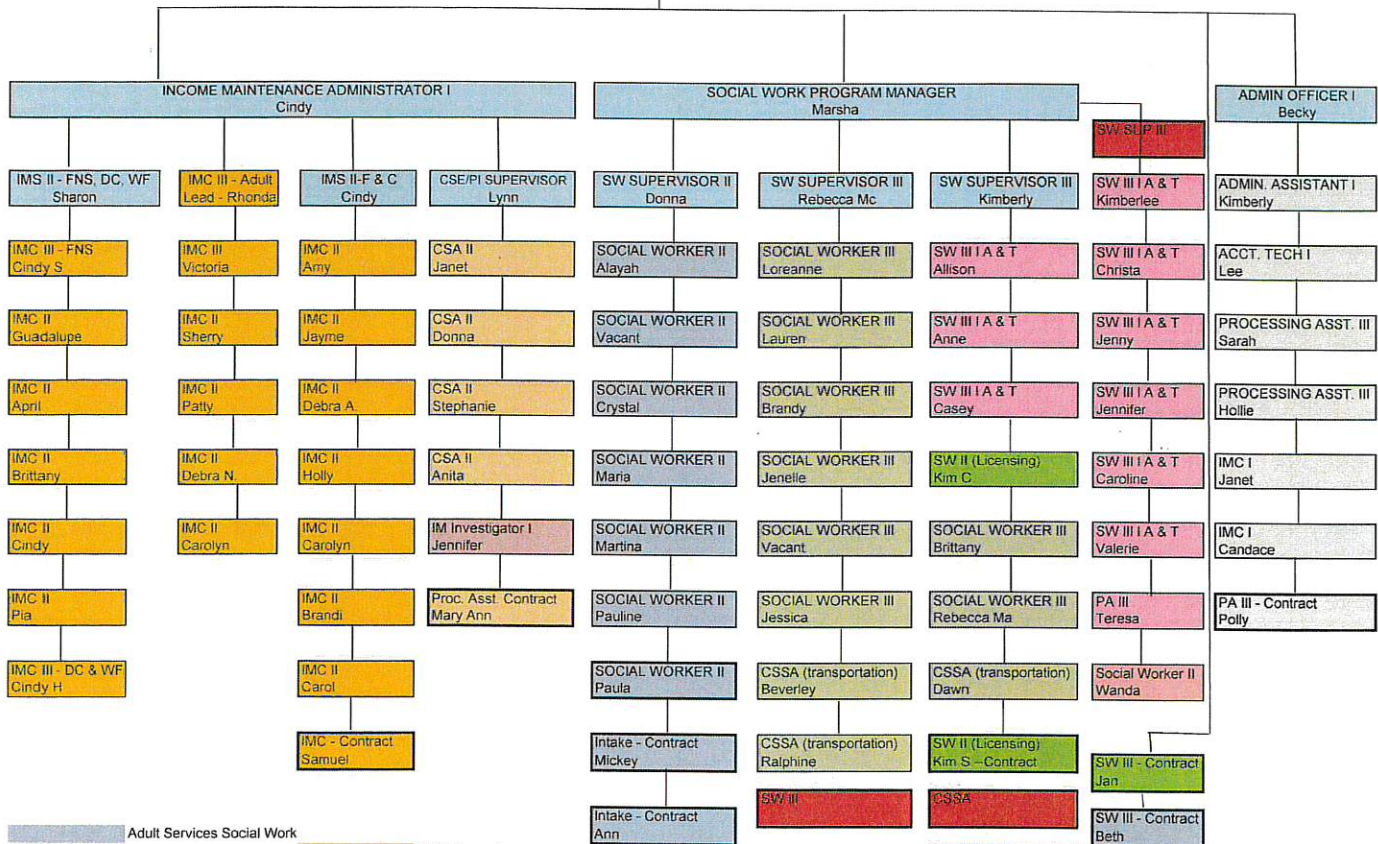 INCOME MAINTENANCE ADMINISTRATOR I
Cindy
SOCIAL WORK PROGRAM MANAGER
Marsha
ADMIN OFFICER I
Becky
SW SUP III
IMS II - FNS, DC, WF
Sharon
IMC III - FNS
Cindy S
IMC II
Guadalupe
IMC II
April
IMC II
Brittany
IMC II
Cindy
IMC II
Pia
IMC III - DC & WF
Cindy H
IMC III - Adult
Lead - Rhonda
IMC III
Victoria
IMC II
Sherry
IMC II
Patty
IMC II
Debra N.
IMC II
Carolyn
IMS II-F & C
Cindy
IMC II
Amy
IMC II
Jayme
IMC II
Debra A.
IMC II
Holly
IMC II
Carolyn
IMC II
Brandi
IMC II
Carol
IMC - Contract
Samuel
CSE/PI SUPERVISOR
Lynn
CSA II
Janet
CSA II
Donna
CSA II
Stephanie
CSA II
Anita
IM Investigator I
Jennifer
Proc. Asst. Contract
Mary Ann
SW SUPERVISOR II
Donna
SOCIAL WORKER II
Alayah
SOCIAL WORKER II
Vacant
SOCIAL WORKER II
Crystal
SOCIAL WORKER II
Maria
SOCIAL WORKER II
Martina
SOCIAL WORKER II
Pauline
SOCIAL WORKER II
Paula
Intake - Contract
Mickey
Intake - Contract
Ann
SW SUPERVISOR III
Rebecca Mc
SOCIAL WORKER III
Loreanne
SOCIAL WORKER III
Lauren
SOCIAL WORKER III
Brandy
SOCIAL WORKER III
Jenelle
SOCIAL WORKER III
Vacant
SOCIAL WORKER III
Jessica
CSSA (transportation)
Beverley
CSSA (transportation)
Ralphine
SW III
SW SUPERVISOR III
Kimberly
SW III I A & T
Allison
SW III I A & T
Anne
SW III I A & T
Casey
SW II (Licensing)
Kim C
SOCIAL WORKER III
Brittany
SOCIAL WORKER III
Rebecca Ma
CSSA (transportation)
Dawn
SW II (Licensing)
Kim S --Contract
CSSA
SW III I A & T
Kimberlee
SW III I A & T
Christa
SW III I A & T
Jenny
SW III I A & T
Jennifer
SW III I A & T
Caroline
SW III I A & T
Valerie
PA III
Teresa
Social Worker II
Wanda
SW III - Contract
Jan
SW III - Contract
Beth
ADMIN. ASSISTANT I
Kimberly
ACCT. TECH I
Lee
PROCESSING ASST. III
Sarah
PROCESSING ASST. III
Hollie
IMC I
Janet
IMC I
Candace
PA III - Contract
Polly
Adult Services Social Work